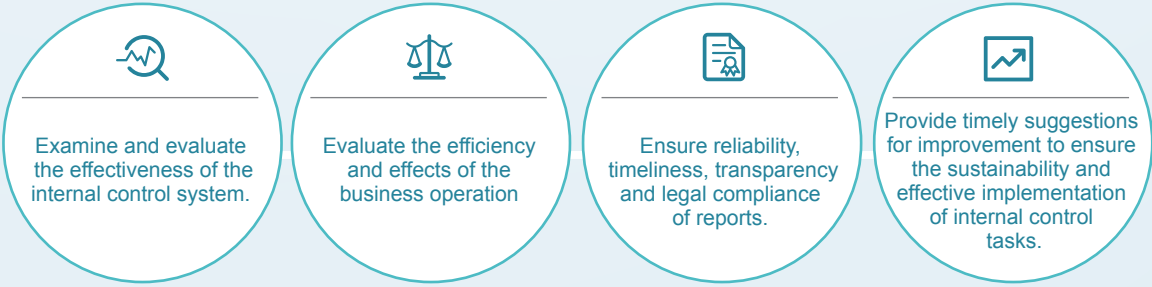 Examine and evaluate
the effectiveness of the
internal control system.
Evaluate the efficiency
and effects of the
business operation
Ensure reliability,
timeliness, transparency
and legal compliance
of reports.
Provide timely suggestions
for improvement to ensure
the sustainability and
effective implementation
of internal control
tasks.